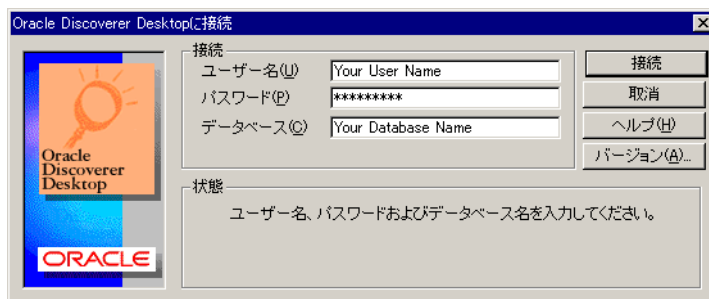 Oracle Discoverer Desktopに接続
接続
ユーザー名(U) Your User Name
パスワード(P) *********
データベース(C) Your Database Name
接続
取消
ヘルプ(H)
バージョン(A)...
Oracle
Discoverer
Desktop
ORACLE
状態
ユーザー名、パスワードおよびデータベース名を入力してください。